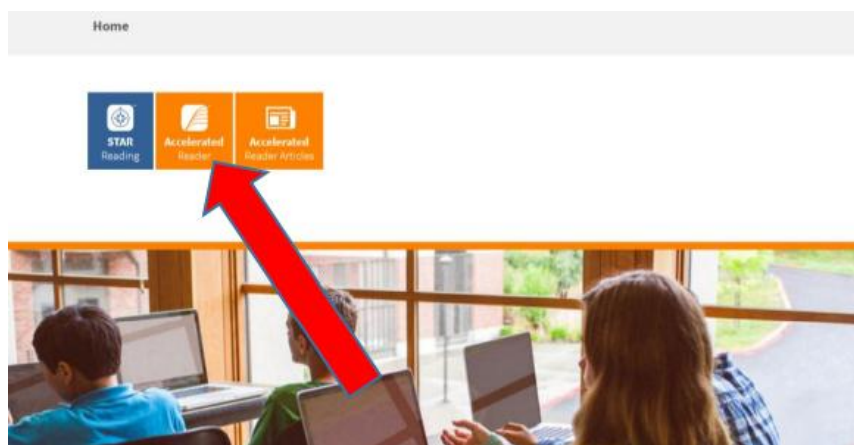 Home
STAR
Reading
Accelerated
Reader
Accelerated
Reader Articles